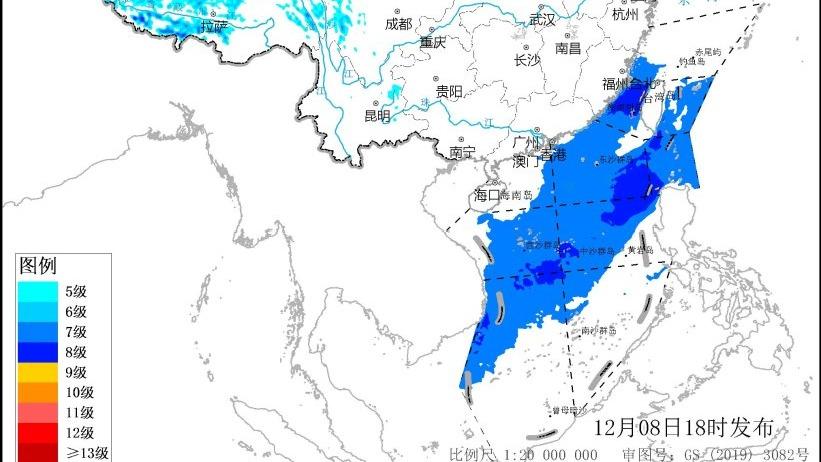 拉萨
成都
武汉
杭州
重庆
南昌
长沙
赤尾屿
钓鱼岛
贵阳
福州
台北
台湾岛
昆明
珠
江
江
江
广州
南宁
澳门
香港
东沙群岛
海口
海南岛
西沙群岛
中沙群岛
黄岩岛
南沙群岛
曾母暗沙
图例
5级
6级
7级
8级
9级
10级
11级
12级
≥13级
12月08日18时发布
比例尺 1:20 000 000 审图号: GS (2019) 3082号